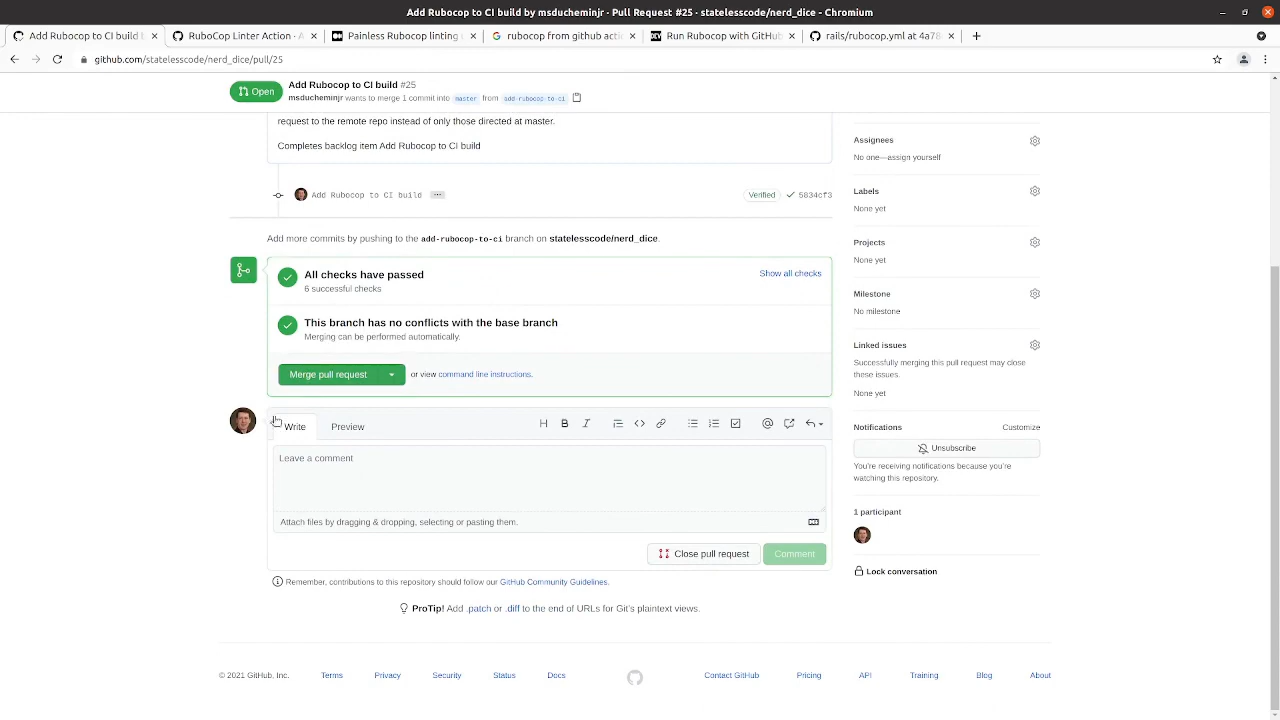 Add Rubocop to CI build by msducheminjr · Pull Request #25 · statelesscode/nerd_dice - Chromium
Add Rubocop to CI build b
RuboCop Linter Action · A
Painless Rubocop linting
rubocop from github actio
Run Rubocop with GitHub
rails/rubocop.yml at 4a78
github.com/statelesscode/nerd_dice/pull/25
Open
Add Rubocop to CI build #25
msducheminjr wants to merge 1 commit into master from add-rubocop-to-ci
request to the remote repo instead of only those directed at master.
Completes backlog item Add Rubocop to CI build
Add Rubocop to CI build
Verified
5834cf3
Add more commits by pushing to the add-rubocop-to-ci branch on statelesscode/nerd_dice.
All checks have passed
6 successful checks
Show all checks
This branch has no conflicts with the base branch
Merging can be performed automatically.
Merge pull request
or view command line instructions.
Write
Preview
Leave a comment
Attach files by dragging & dropping, selecting or pasting them.
Close pull request
Comment
Remember, contributions to this repository should follow our GitHub Community Guidelines.
ProTip! Add .patch or .diff to the end of URLs for Git's plaintext views.
Assignees
No one—assign yourself
Labels
None yet
Projects
None yet
Milestone
No milestone
Linked issues
Successfully merging this pull request may close
these issues.
None yet
Notifications
Customize
Unsubscribe
You're receiving notifications because you're
watching this repository.
1 participant
Lock conversation
© 2021 GitHub, Inc.
Terms
Privacy
Security
Status
Docs
Contact GitHub
Pricing
API
Training
Blog
About